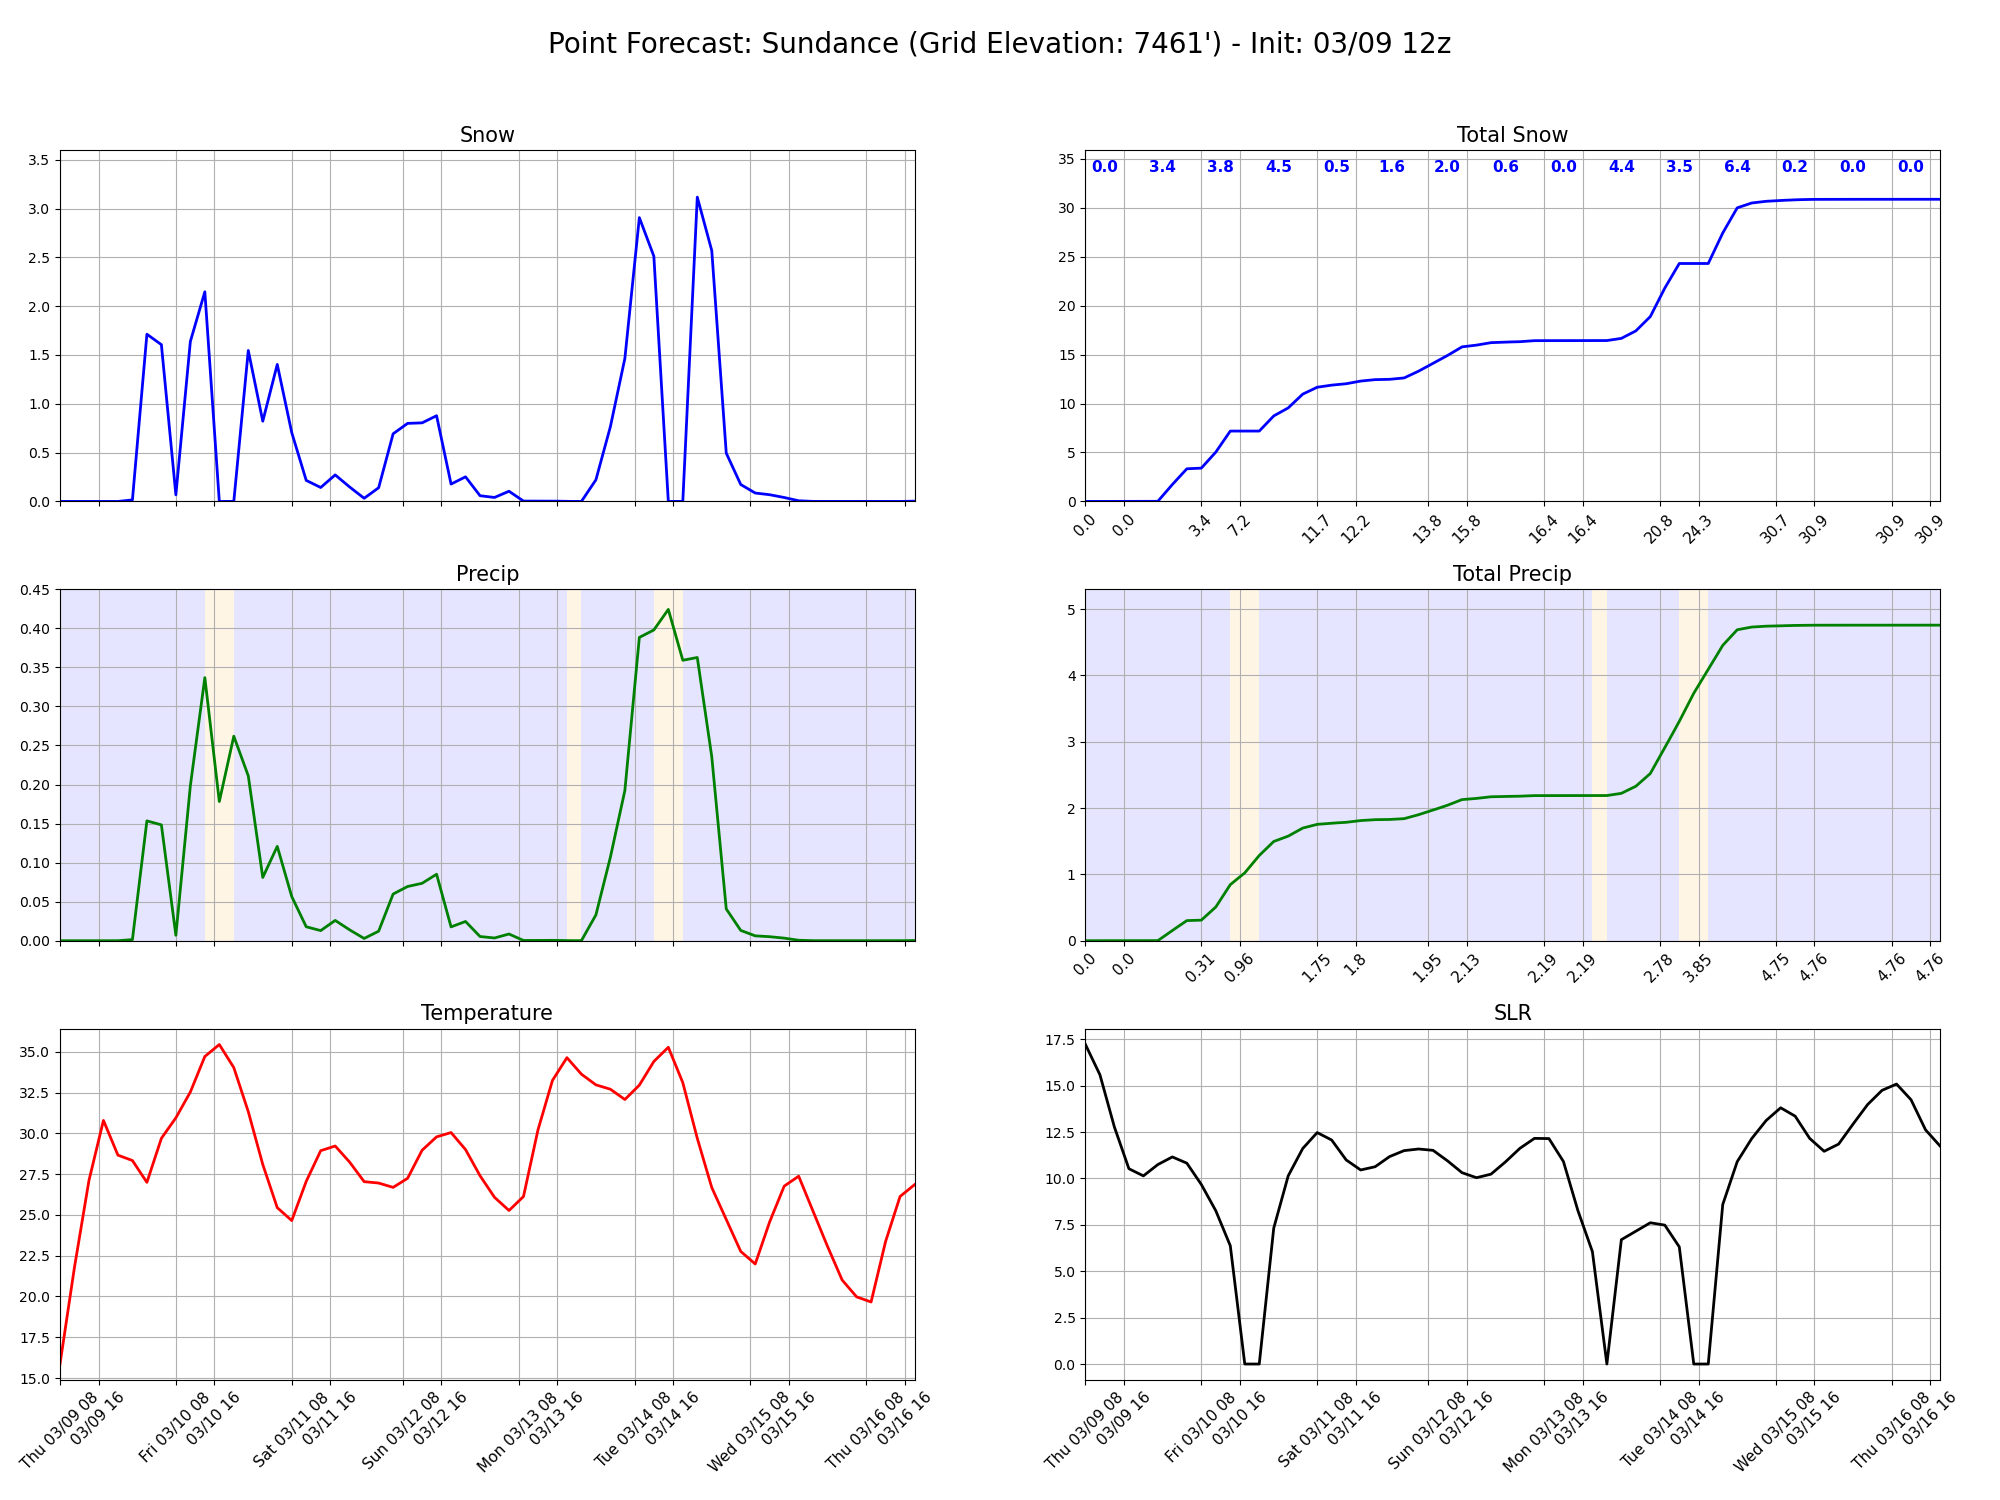 Point Forecast: Sundance (Grid Elevation: 7461') - Init: 03/09 12z
Snow
3.5
3.0
2.5
2.0
1.5
1.0
0.5
0.0
Total Snow
35
30
25
20
15
10
5
0
0.0 3.4 3.8 4.5 0.5 1.6 2.0 0.6 0.0 4.4 3.5 6.4 0.2 0.0 0.0
0.0 0.0 3.4 7.2 11.7 12.2 13.8 15.8 16.4 16.4 20.8 24.3 30.7 30.9 30.9 30.9
Precip
0.45
0.40
0.35
0.30
0.25
0.20
0.15
0.10
0.05
0.00
Total Precip
5
4
3
2
1
0
0.0 0.0 0.31 0.96 1.75 1.8 1.95 2.13 2.19 2.19 2.78 3.85 4.75 4.76 4.76 4.76
Temperature
35.0
32.5
30.0
27.5
25.0
22.5
20.0
17.5
15.0
Thu 03/09 08
03/09 16
Fri 03/10 08
03/10 16
Sat 03/11 08
03/11 16
Sun 03/12 08
03/12 16
Mon 03/13 08
03/13 16
Tue 03/14 08
03/14 16
Wed 03/15 08
03/15 16
Thu 03/16 08
03/16 16
SLR
17.5
15.0
12.5
10.0
7.5
5.0
2.5
0.0
Thu 03/09 08
03/09 16
Fri 03/10 08
03/10 16
Sat 03/11 08
03/11 16
Sun 03/12 08
03/12 16
Mon 03/13 08
03/13 16
Tue 03/14 08
03/14 16
Wed 03/15 08
03/15 16
Thu 03/16 08
03/16 16